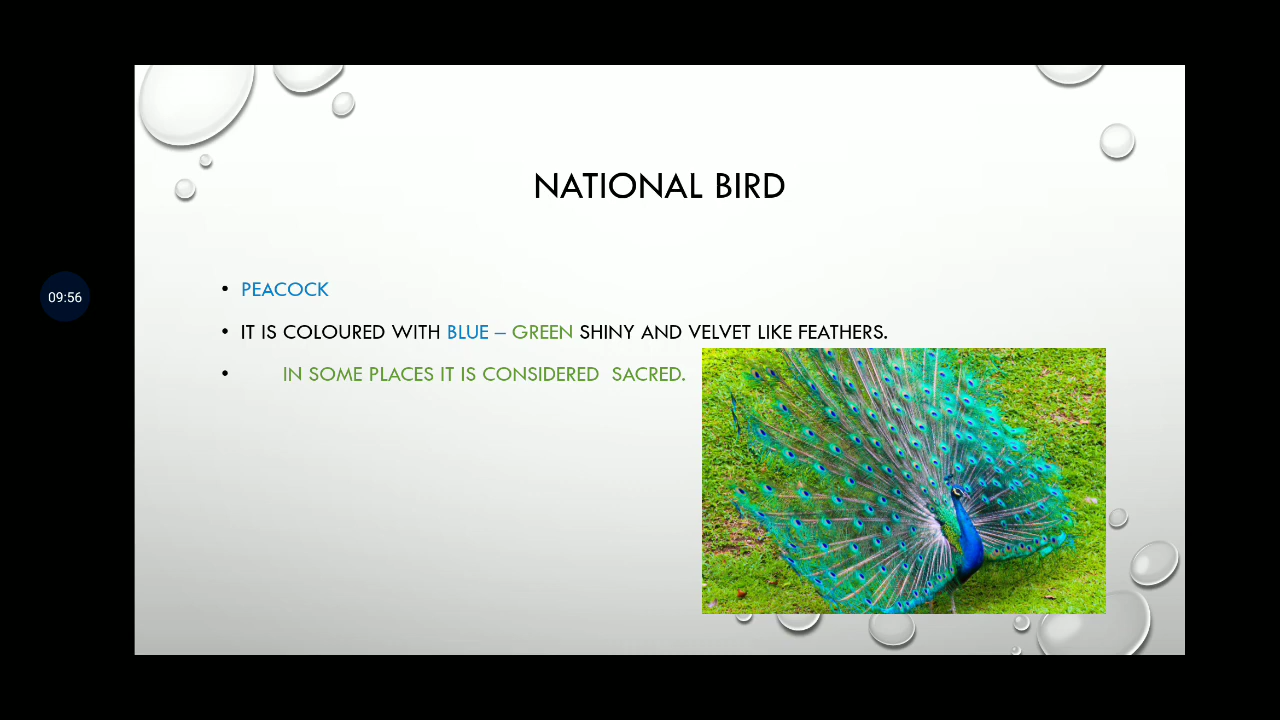 NATIONAL BIRD
• PEACOCK
• IT IS COLOURED WITH BLUE – GREEN SHINY AND VELVET LIKE FEATHERS.
• IN SOME PLACES IT IS CONSIDERED SACRED.
09:56